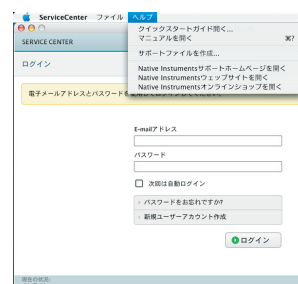 ServiceCenter ファイル ヘルプ
クイックスタートガイド開く...
マニュアルを開く ⌘?
サポートファイルを作成...
Native Instrumentsサポートホームページを開く
Native Instrumentsウェッブサイトを開く
Native Instrumentsオンラインショップを開く
SERVICE CENTER
ログイン
電子メールアドレスとパスワードを
E-mailアドレス
パスワード
次回は自動ログイン
パスワードをお忘れですか?
新規ユーザーアカウント作成
ログイン
現在の状況: